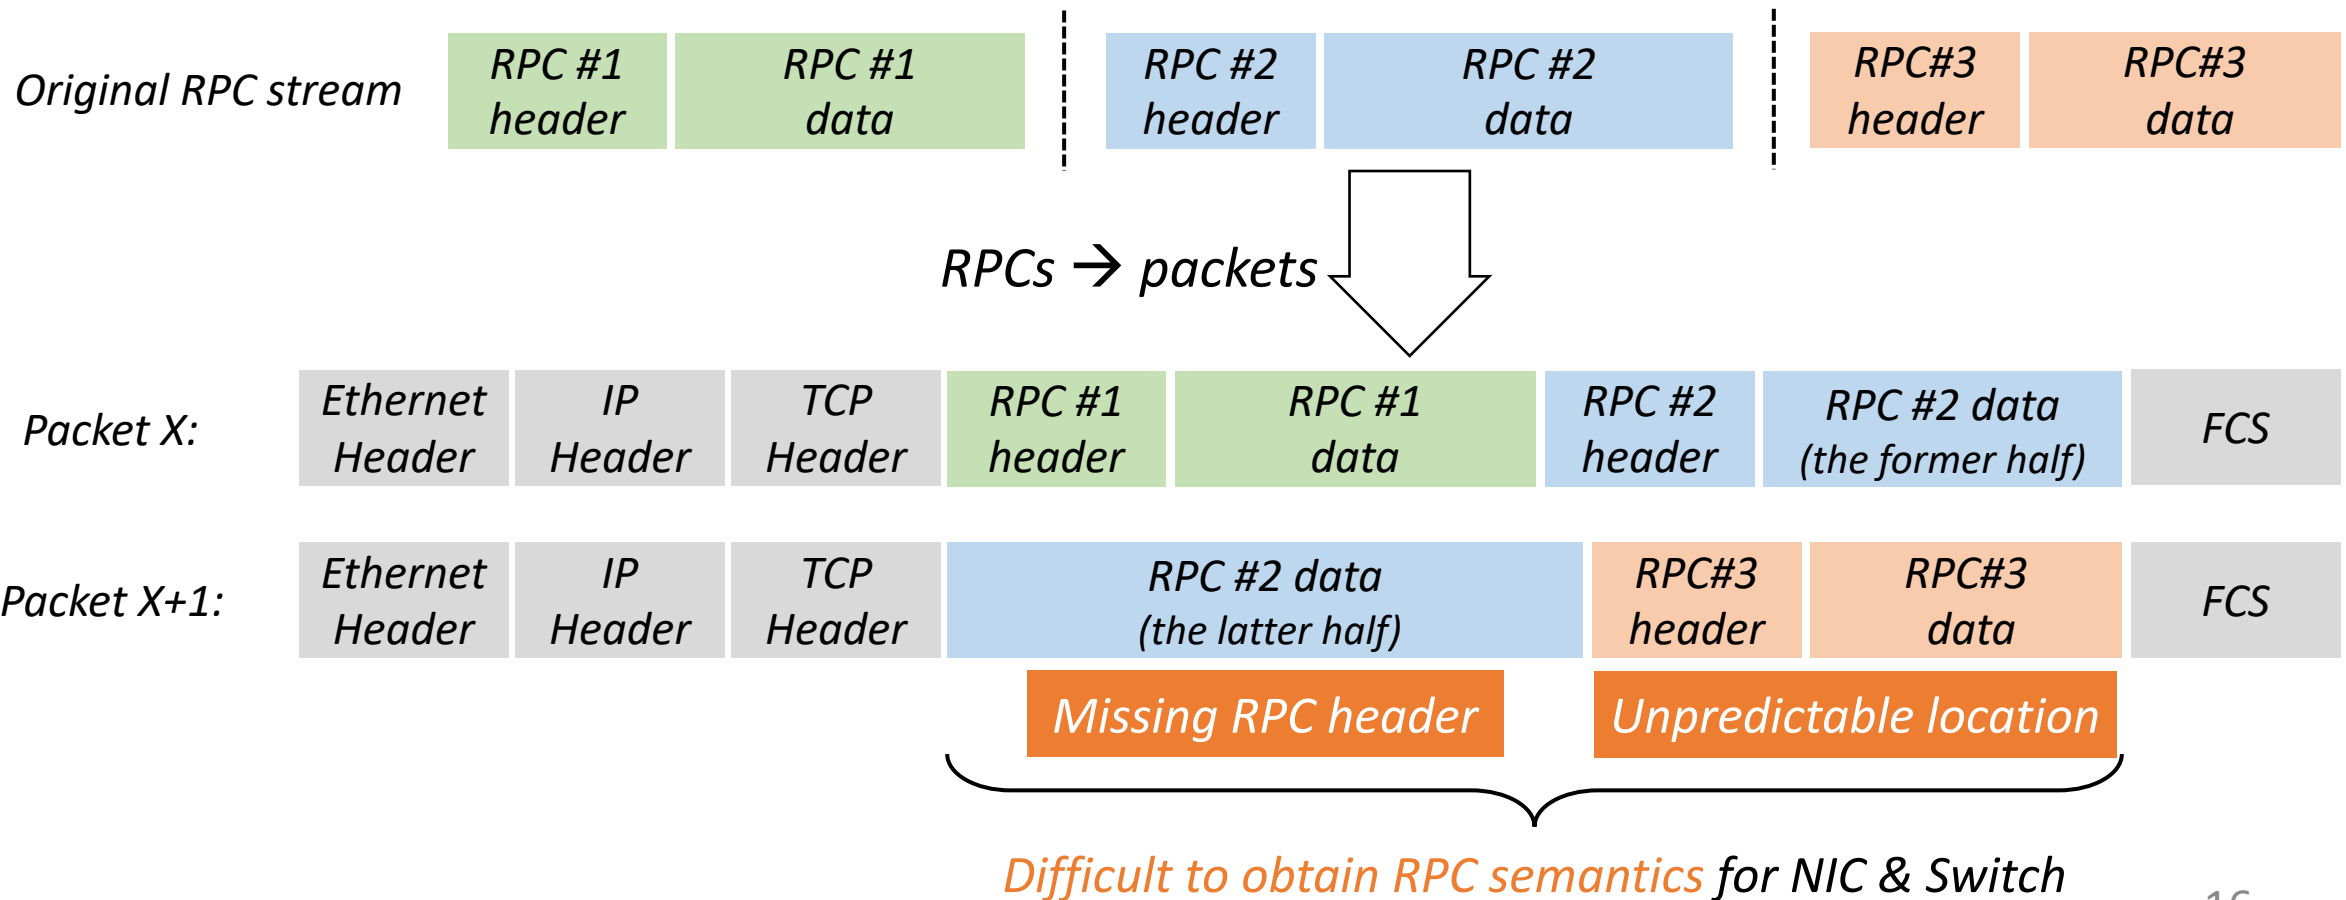 Original RPC stream
RPC #1
header
RPC #1
data
RPC #2
header
RPC #2
data
RPC#3
header
RPC#3
data
RPCs → packets
Packet X:
Ethernet
Header
IP
Header
TCP
Header
RPC #1
header
RPC #1
data
RPC #2
header
RPC #2 data
(the former half)
FCS
Packet X+1:
Ethernet
Header
IP
Header
TCP
Header
RPC #2 data
(the latter half)
RPC#3
header
RPC#3
data
FCS
Missing RPC header
Unpredictable location
Difficult to obtain RPC semantics for NIC & Switch